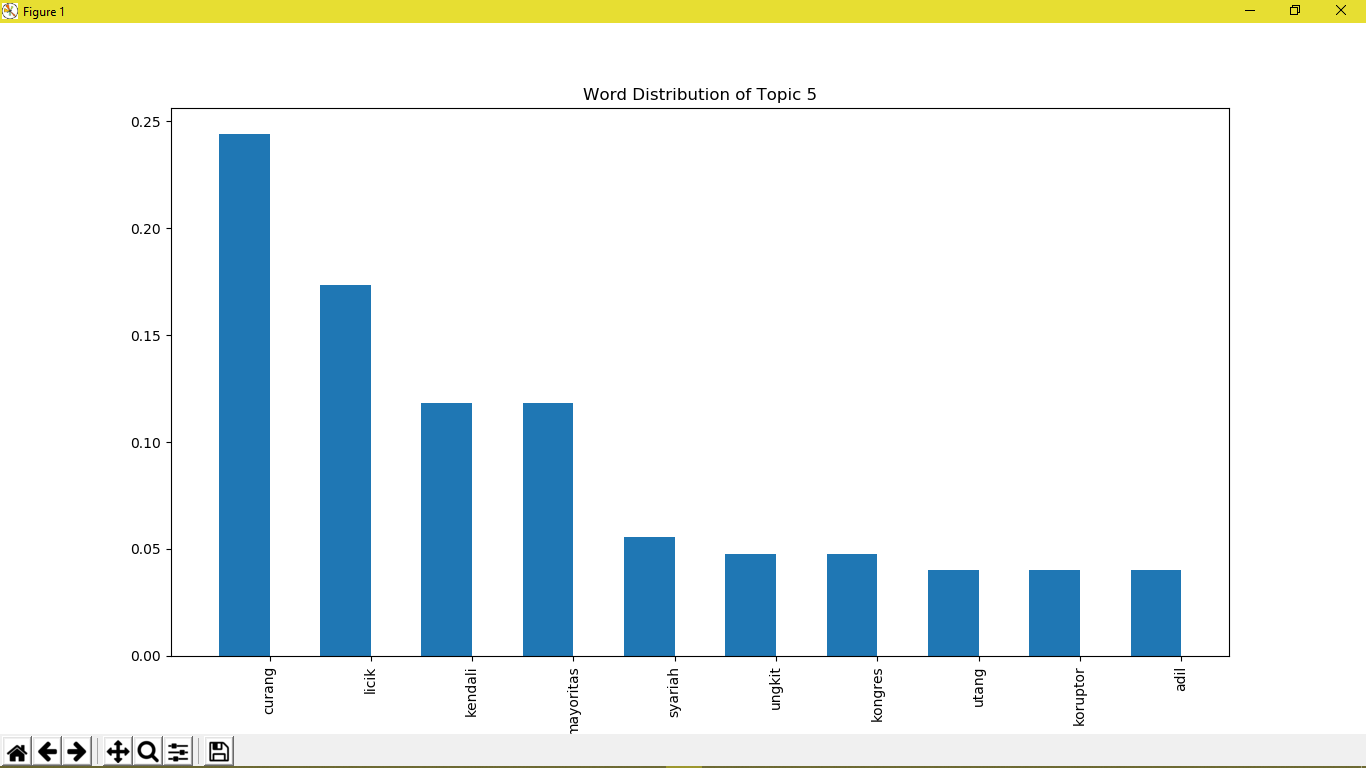 Figure 1
Word Distribution of Topic 5
0.25
0.20
0.15
0.10
0.05
0.00
curang
licik
kendali
mayoritas
syariah
ungkit
kongres
utang
koruptor
adil